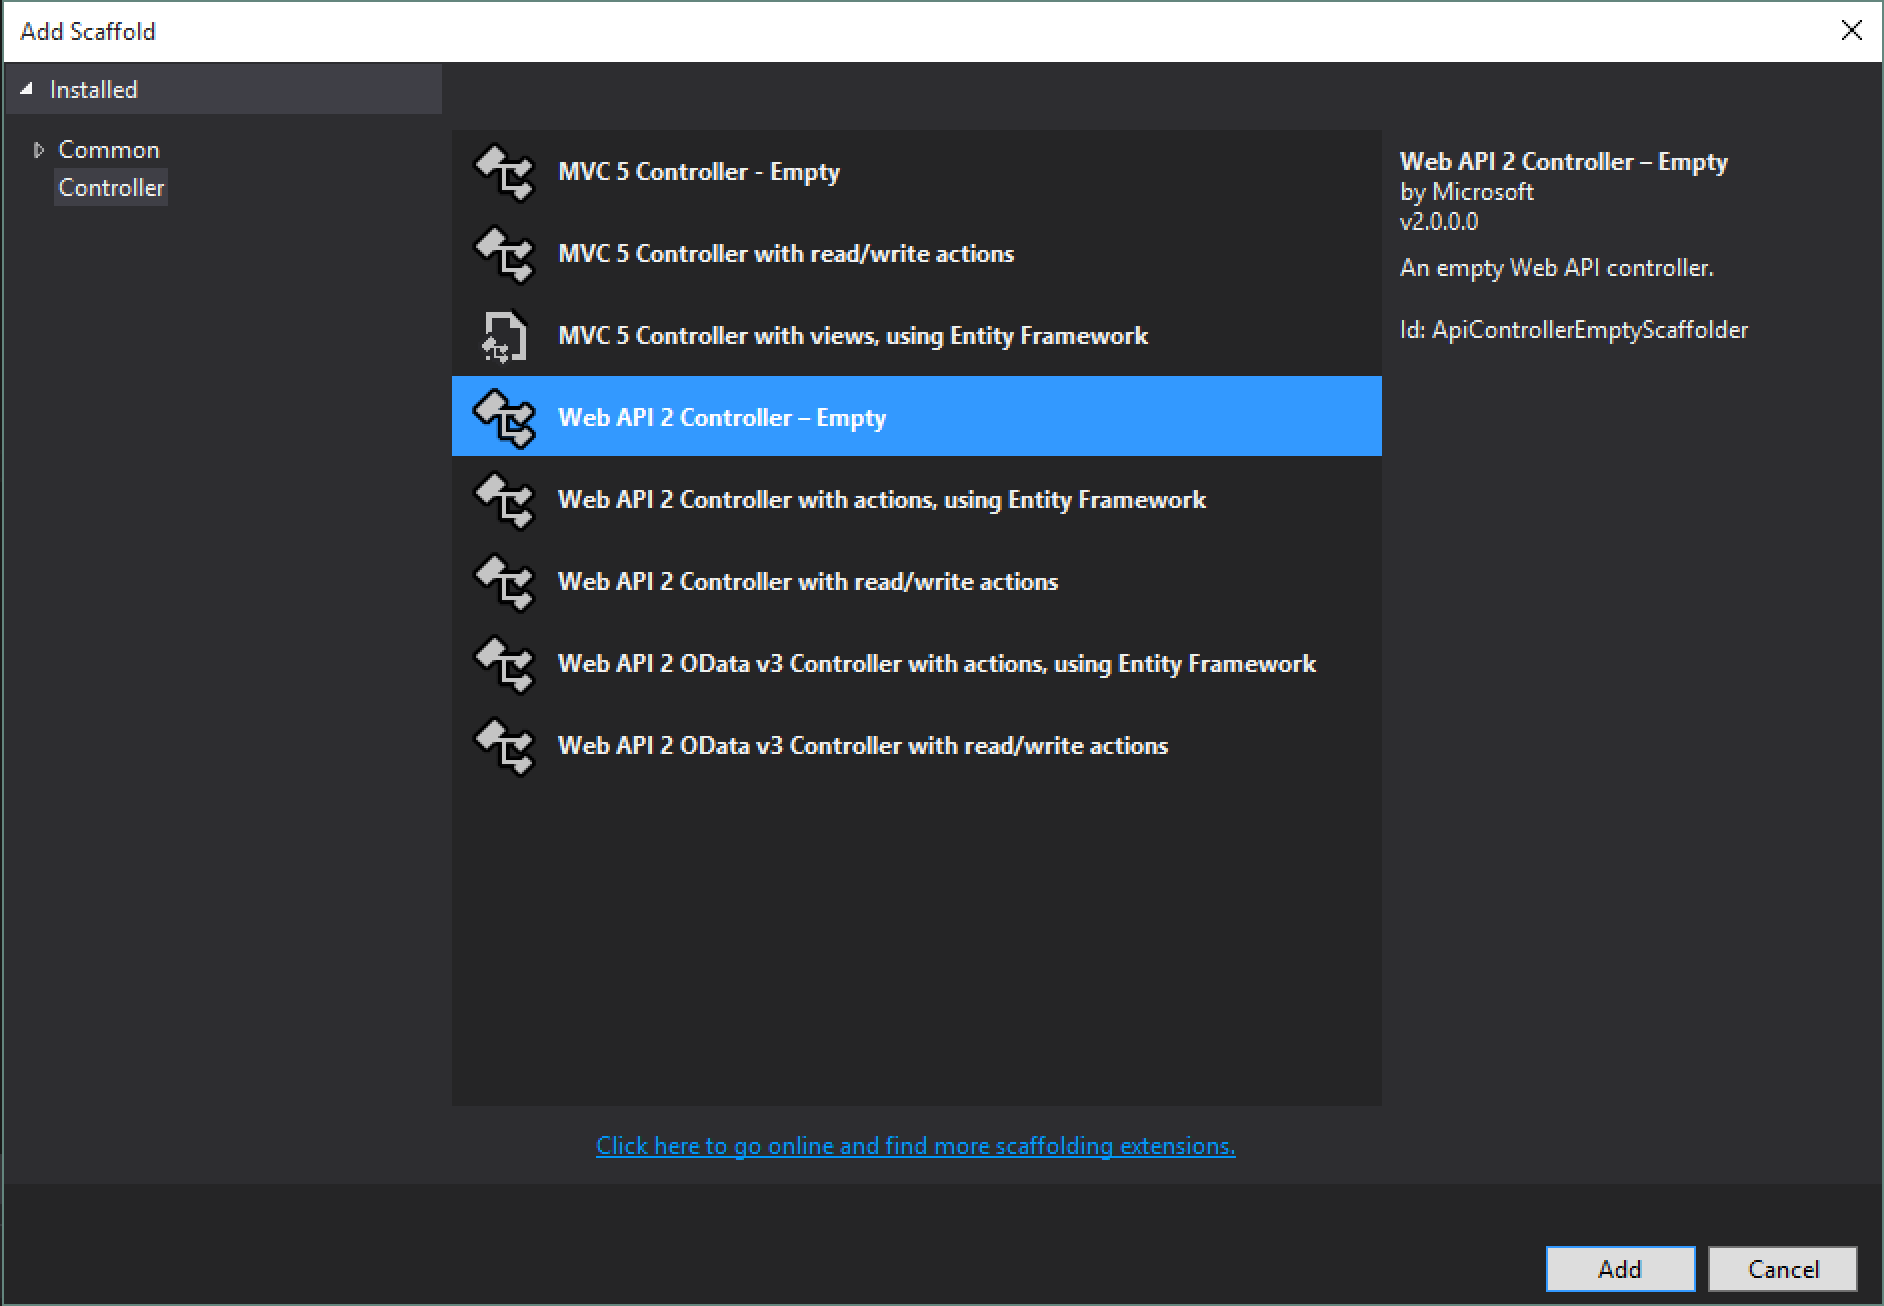 Add Scaffold
Installed
Common
Controller
MVC 5 Controller - Empty
MVC 5 Controller with read/write actions
MVC 5 Controller with views, using Entity Framework
Web API 2 Controller – Empty
Web API 2 Controller with actions, using Entity Framework
Web API 2 Controller with read/write actions
Web API 2 OData v3 Controller with actions, using Entity Framework
Web API 2 OData v3 Controller with read/write actions
Web API 2 Controller – Empty
by Microsoft
v2.0.0.0
An empty Web API controller.
Id: ApiControllerEmptyScaffolder
Click here to go online and find more scaffolding extensions.
Add
Cancel